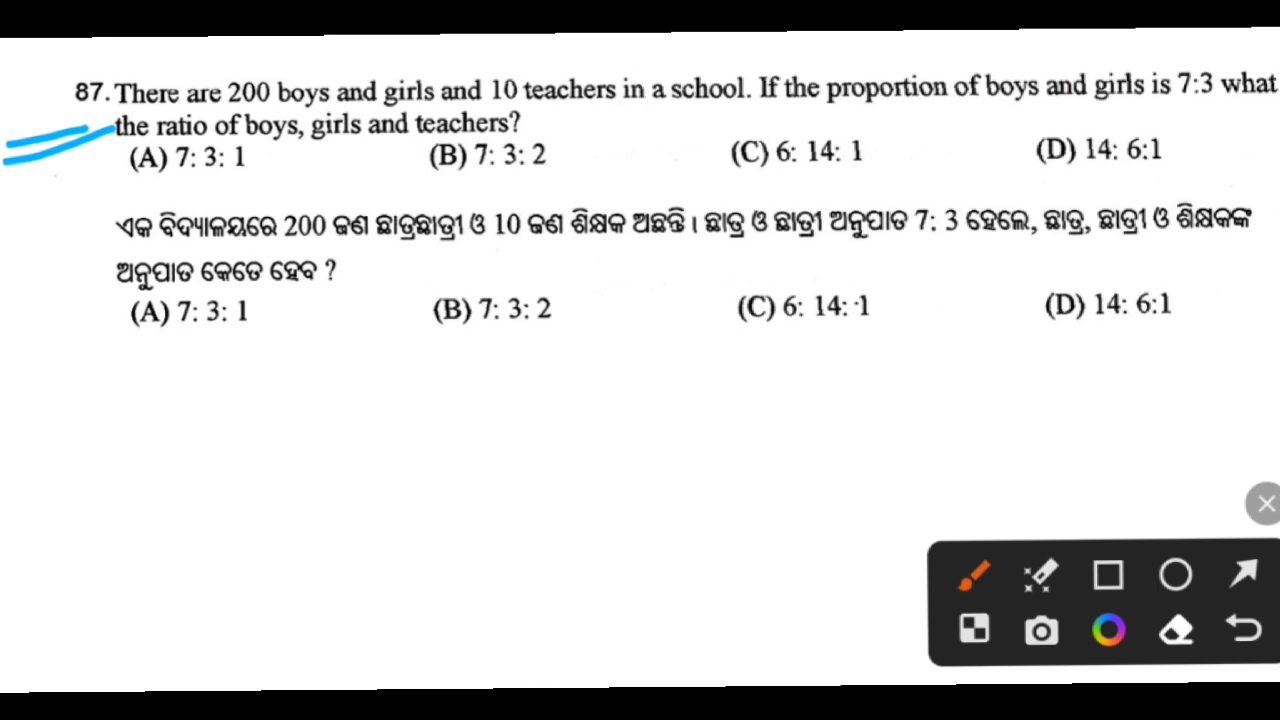 87. There are 200 boys and girls and 10 teachers in a school. If the proportion of boys and girls is 7:3 what
the ratio of boys, girls and teachers?
(A) 7: 3: 1 (B) 7: 3: 2 (C) 6: 14: 1 (D) 14: 6:1
ଏକ ବିଦ୍ୟାଳୟରେ 200 ଜଣ ଛାତ୍ରଛାତ୍ରୀ ଓ 10 ଜଣ ଶିକ୍ଷକ ଅଛନ୍ତି । ଛାତ୍ର ଓ ଛାତ୍ରୀ ଅନୁପାତ 7: 3 ହେଲେ, ଛାତ୍ର, ଛାତ୍ରୀ ଓ ଶିକ୍ଷକଙ୍କ
ଅନୁପାତ କେତେ ହେବ ?
(A) 7: 3: 1 (B) 7: 3: 2 (C) 6: 14: 1 (D) 14: 6:1